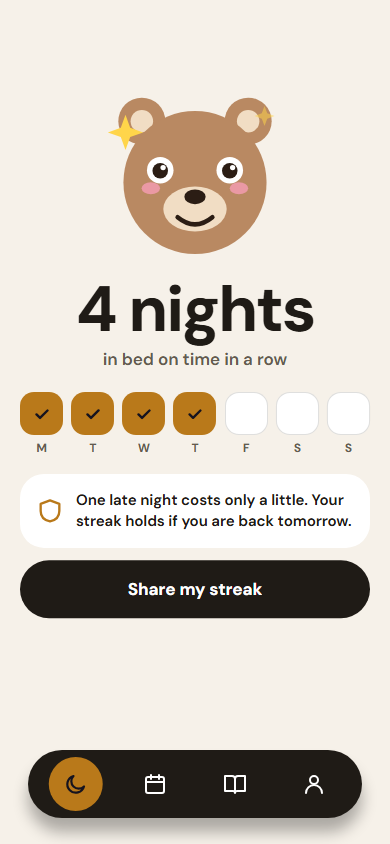 4 nights
in bed on time in a row
M T W T F S S
One late night costs only a little. Your
streak holds if you are back tomorrow.
Share my streak